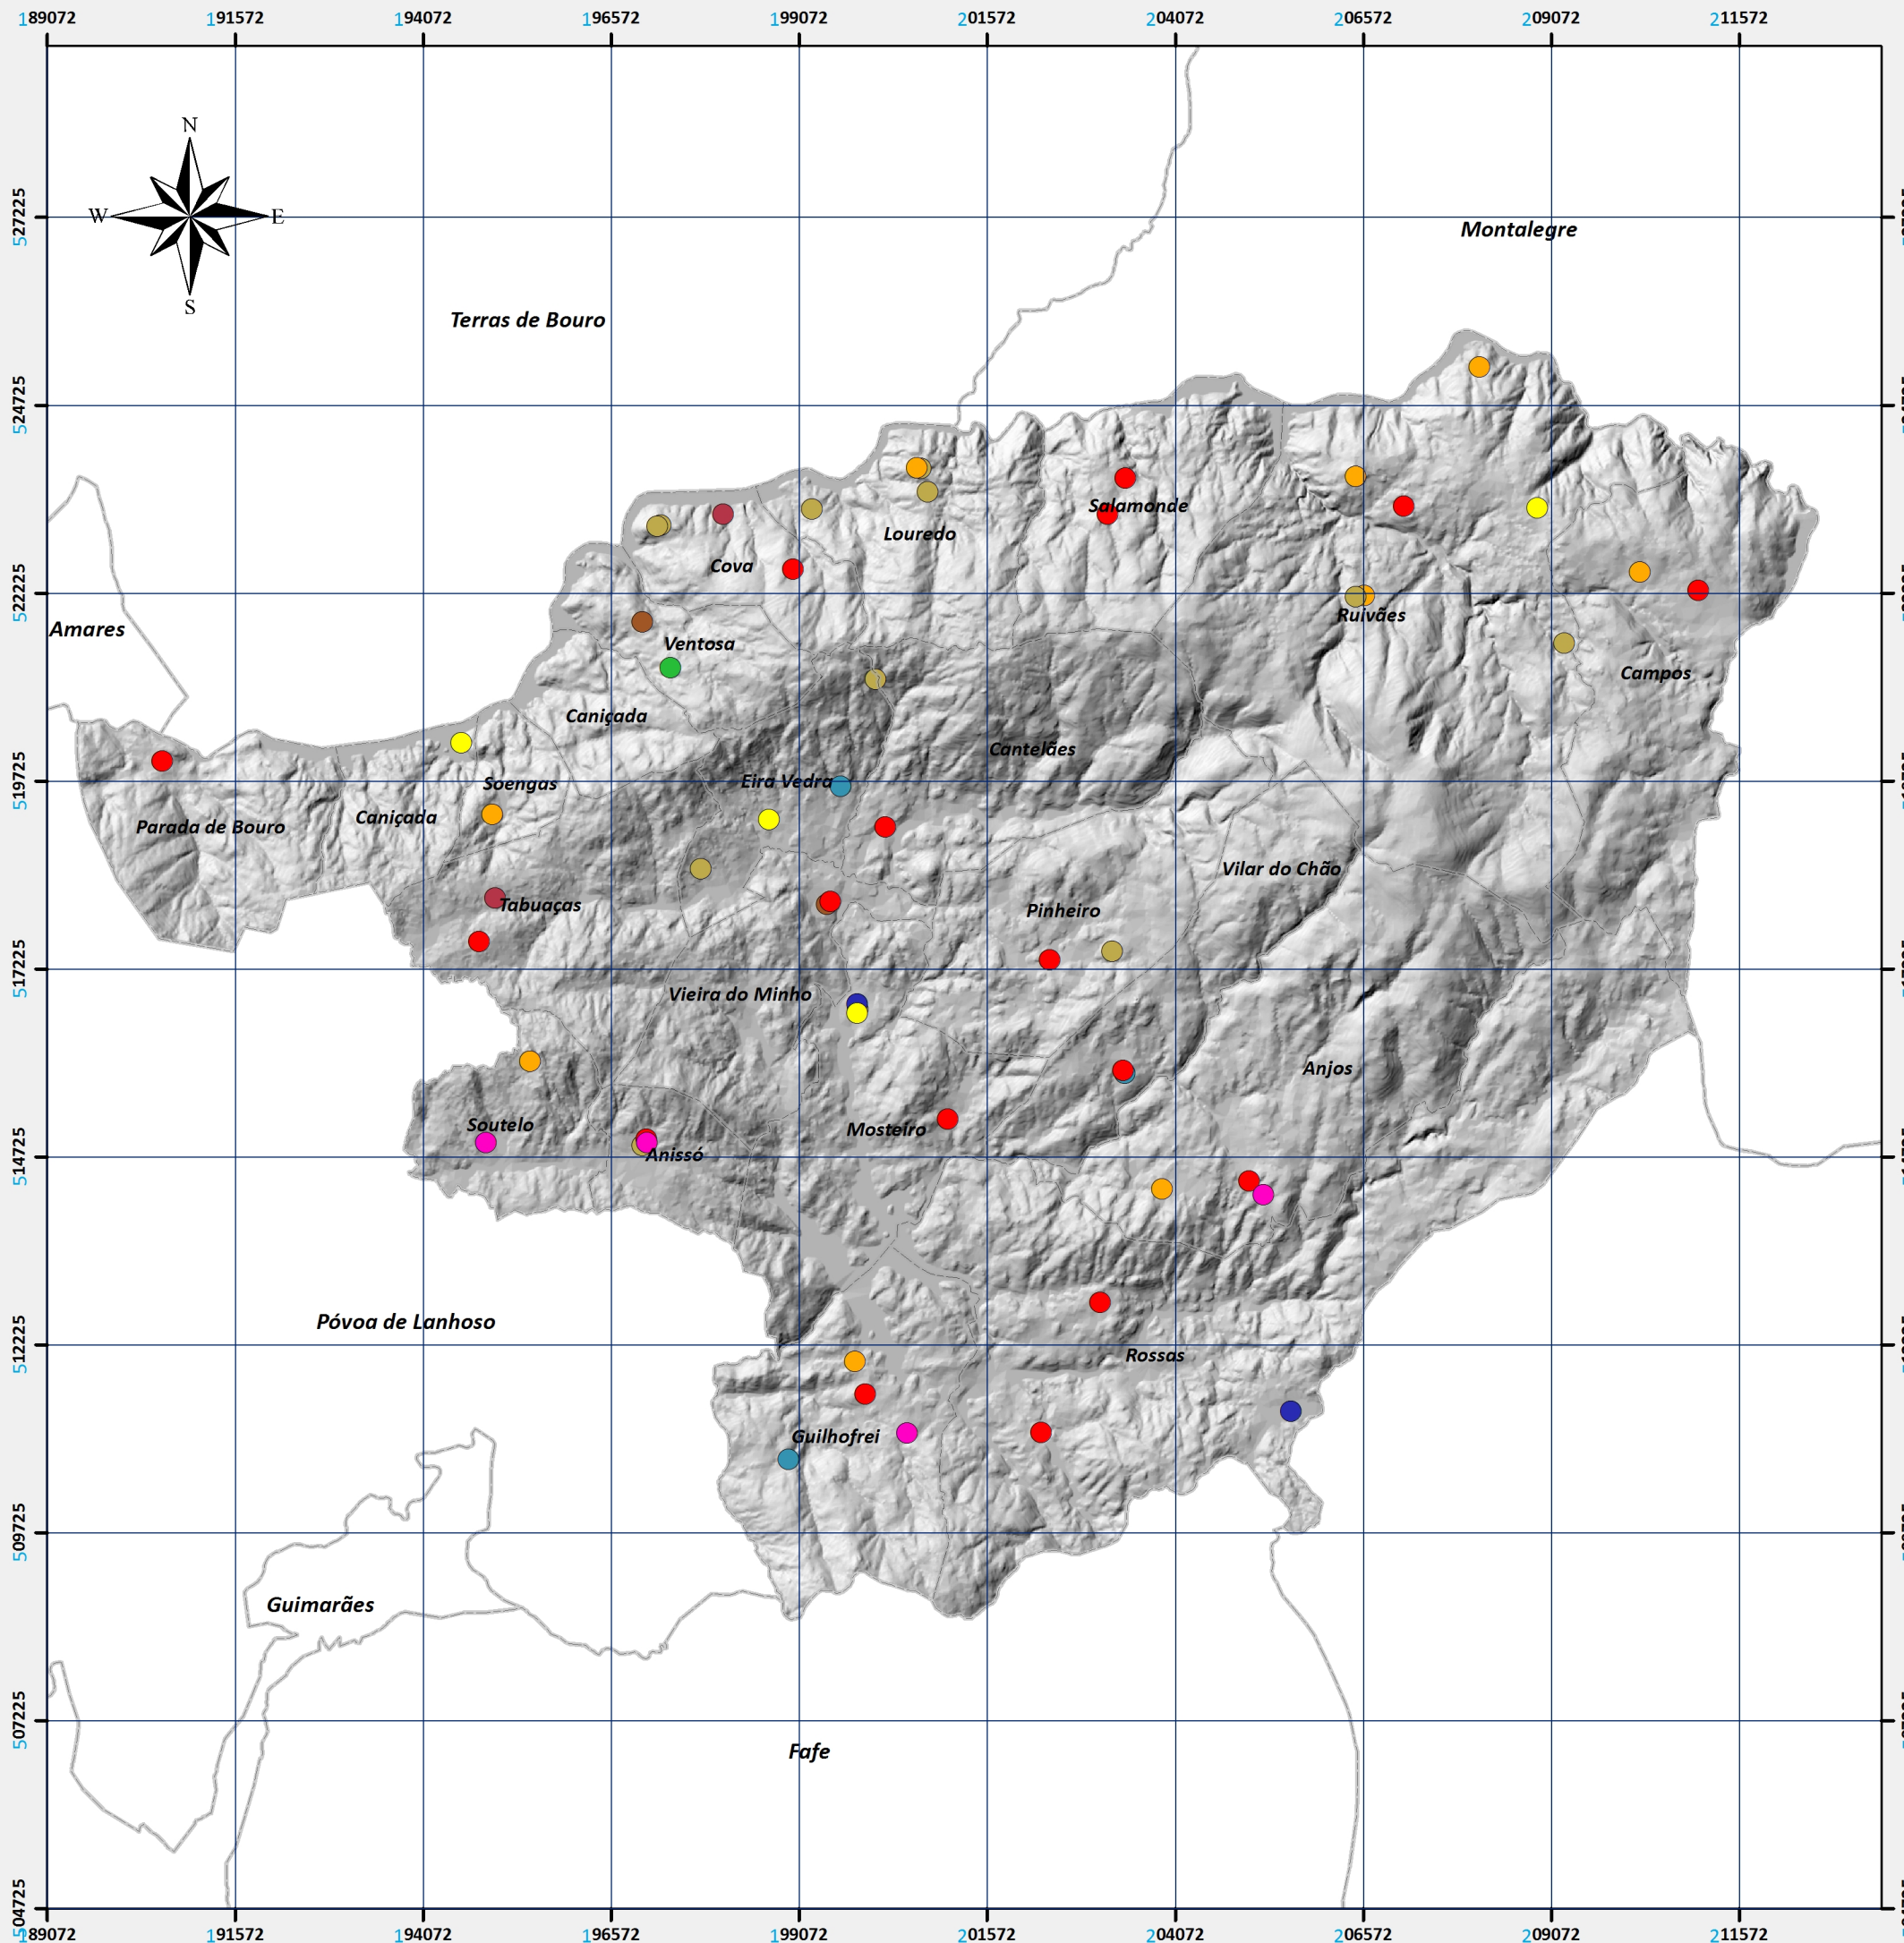 189072 191572 194072 196572 199072 201572 204072 206572 209072 211572
N
W E
S
527225
Montalegre
Terras de Bouro
524725
Salamonde
Louredo
Cova
522225
Ruivães
Amares
Ventosa
Campos
Caniçada
Cantelães
519725
Eira Vedra
Soengas
Caniçada
Parada de Bouro
Vilar do Chão
Tabuaças
Pinheiro
517225
Vieira do Minho
Anjos
Soutelo
Mosteiro
514725
Anissó
Póvoa de Lanhoso
512225
Rossas
Guilhofrei
509725
Guimarães
507225
Fafe
504725
189072 191572 194072 196572 199072 201572 204072 206572 209072 211572